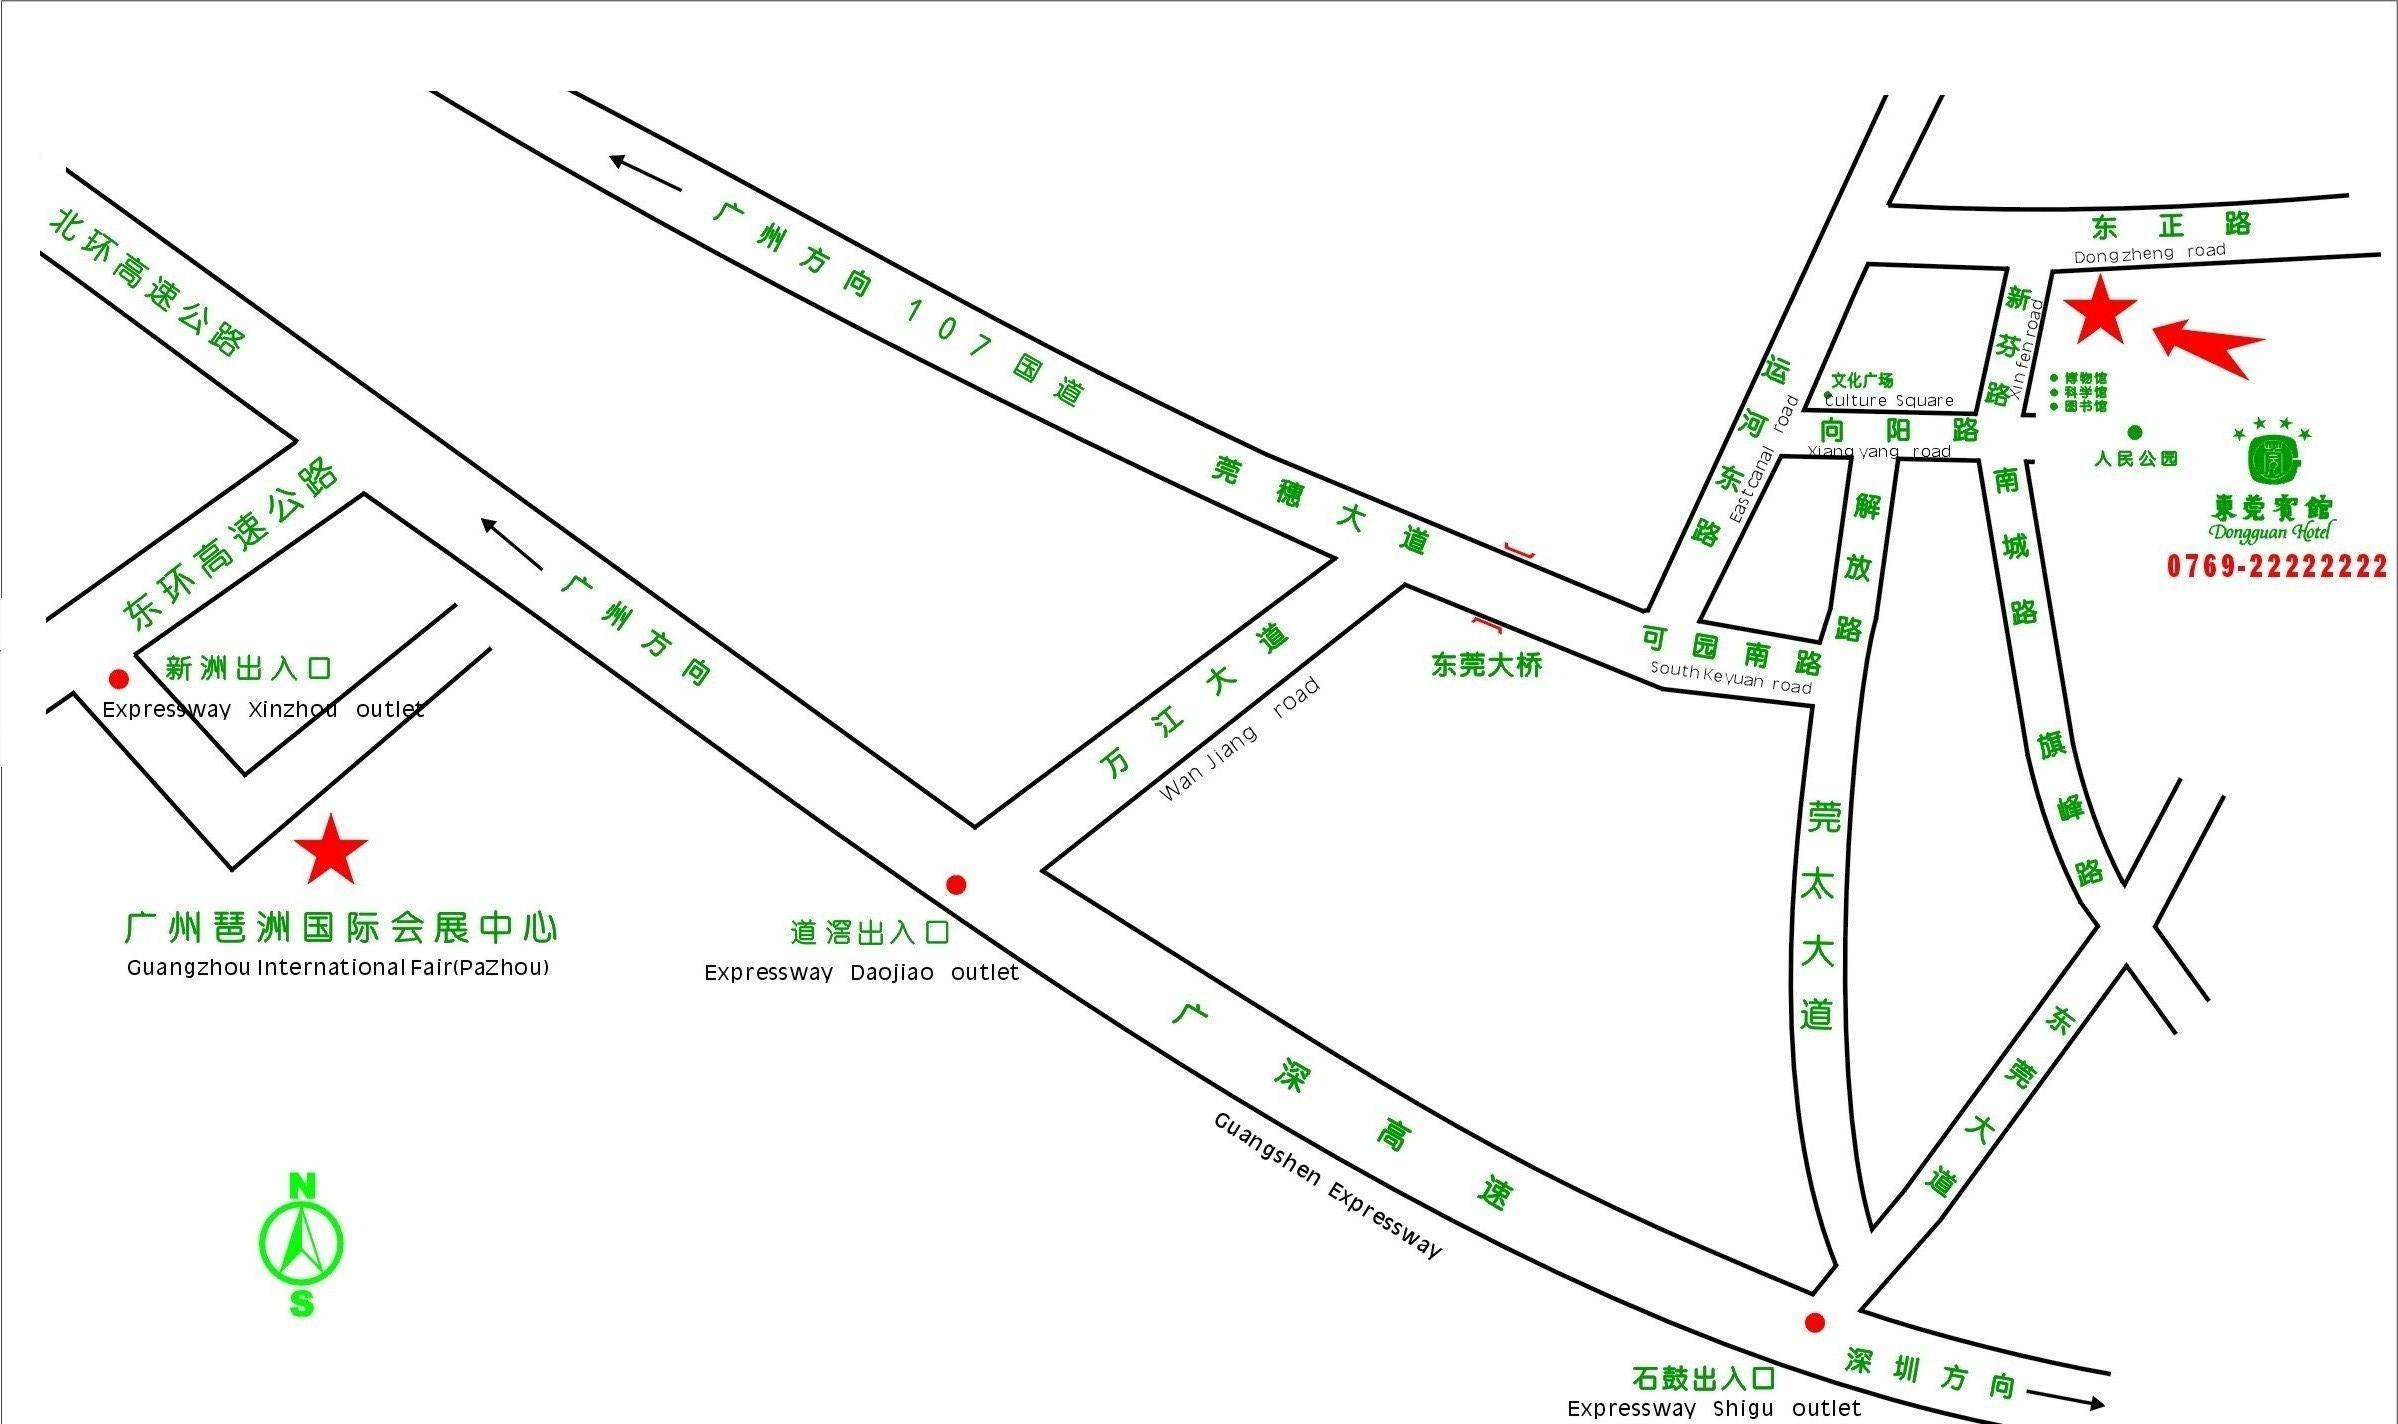 北环高速公路
东环高速公路
广州方向 107国道
莞穗大道
广州方向
新洲出入口
Expressway Xinzhou outlet
广州琶洲国际会展中心
Guangzhou International Fair(PaZhou)
万江大道
Wan Jiang road
道滘出入口
Expressway Daojiao outlet
广深高速
Guangshen Expressway
东莞大桥
东正路
Dongzheng road
新芬路
Xinfen road
运河东路
Eastcanal road
文化广场
Culture Square
向阳路
Xiangyang road
博物馆
科学馆
图书馆
人民公园
東莞賓館
Dongguan Hotel
0769-22222222
解放路
南城路
可园南路
South Keyuan road
旗峰路
莞太大道
东莞大道
石鼓出入口
Expressway Shigu outlet
深圳方向
N
S